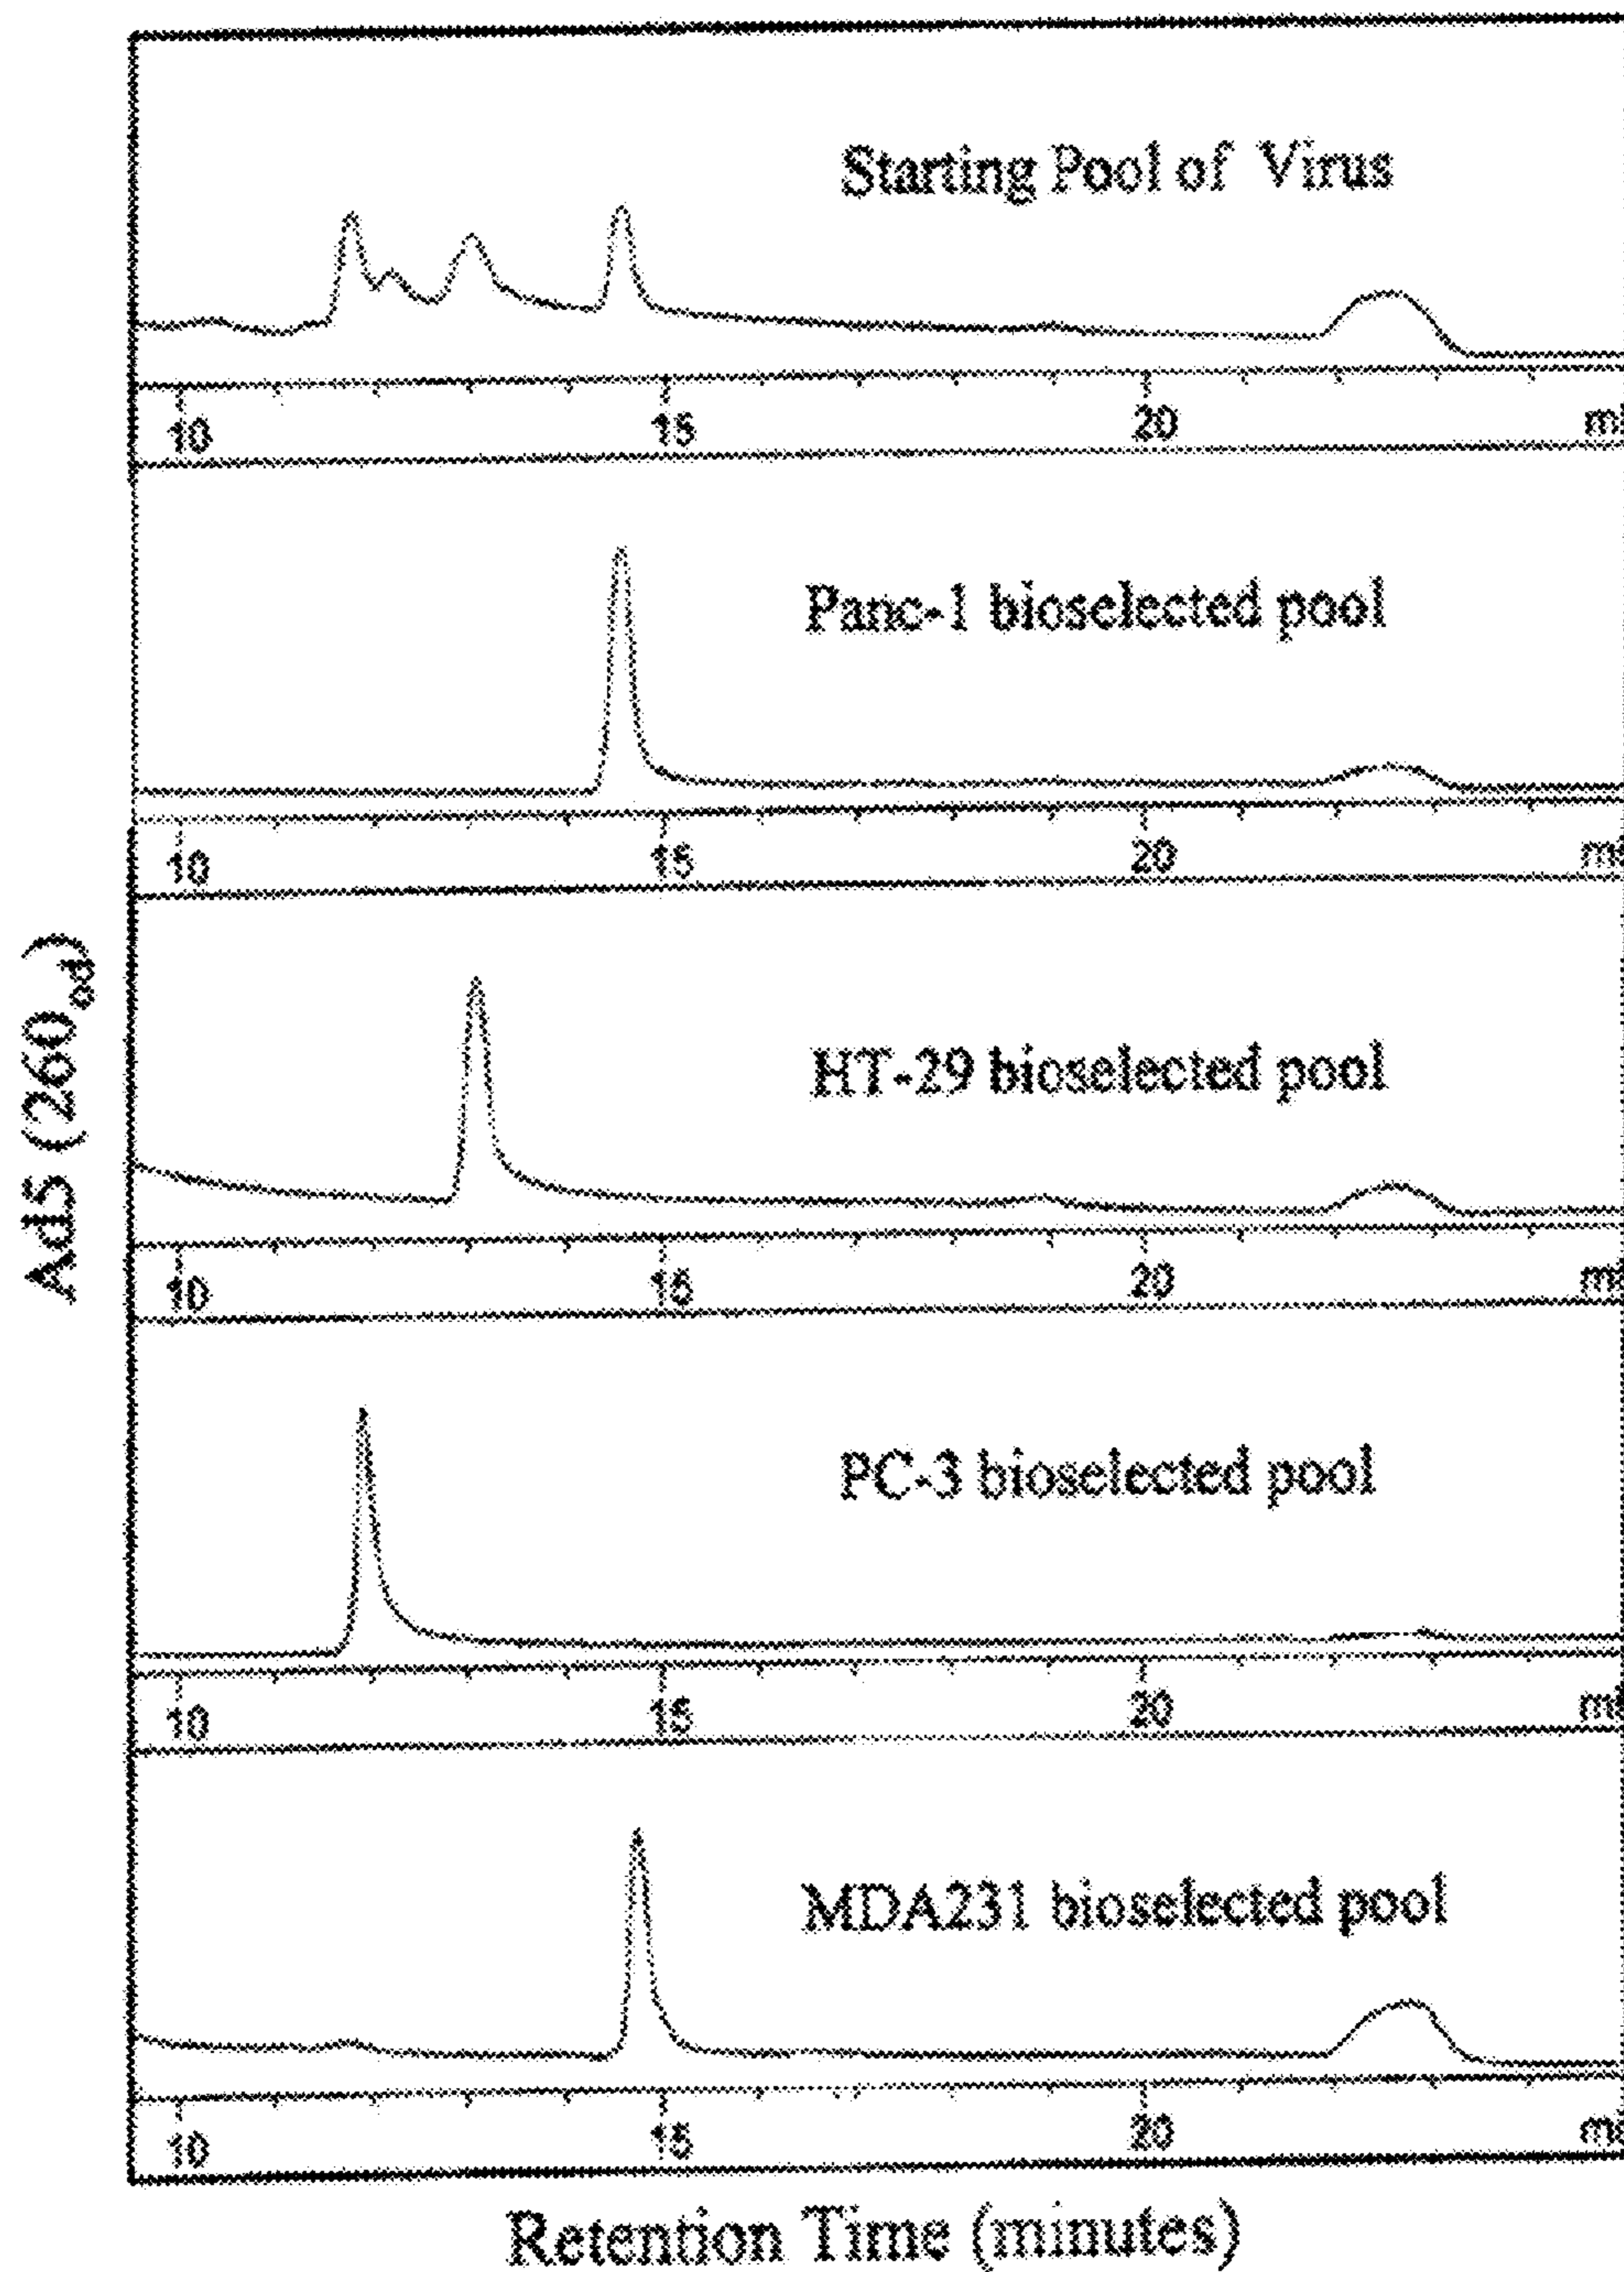 Starting Pool of Virus
10 15 20
Panc-1 bioselected pool
10 15 20
Ad5 (260od)
HT-29 bioselected pool
10 15 20
PC-3 bioselected pool
10 15 20
MDA231 bioselected pool
10 15 20
Retention Time (minutes)